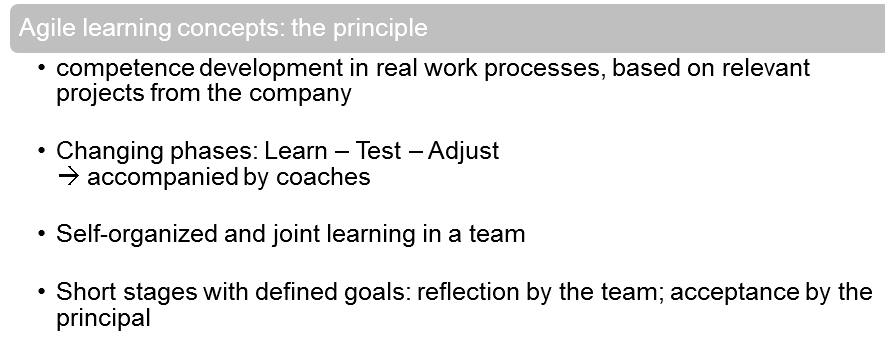 Agile learning concepts: the principle
• competence development in real work processes, based on relevant
projects from the company
• Changing phases: Learn – Test – Adjust
→ accompanied by coaches
• Self-organized and joint learning in a team
• Short stages with defined goals: reflection by the team; acceptance by the
principal